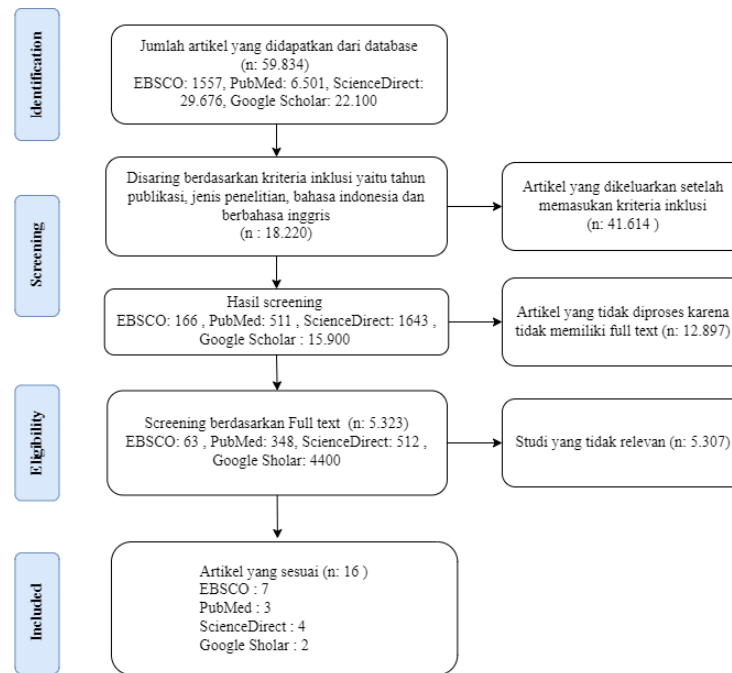 Identification
Jumlah artikel yang didapatkan dari database
(n: 59.834)
EBSCO: 1557, PubMed: 6.501, ScienceDirect:
29.676, Google Scholar: 22.100
Screening
Disaring berdasarkan kriteria inklusi yaitu tahun
publikasi, jenis penelitian, bahasa indonesia dan
berbahasa inggris
(n : 18.220)
Artikel yang dikeluarkan setelah
memasukan kriteria inklusi
(n: 41.614 )
Hasil screening
EBSCO: 166 , PubMed: 511 , ScienceDirect: 1643 ,
Google Scholar : 15.900
Artikel yang tidak diproses karena
tidak memiliki full text (n: 12.897)
Eligibility
Screening berdasarkan Full text (n: 5.323)
EBSCO: 63 , PubMed: 348, ScienceDirect: 512 ,
Google Sholar: 4400
Studi yang tidak relevan (n: 5.307)
Included
Artikel yang sesuai (n: 16 )
EBSCO : 7
PubMed : 3
ScienceDirect : 4
Google Sholar : 2